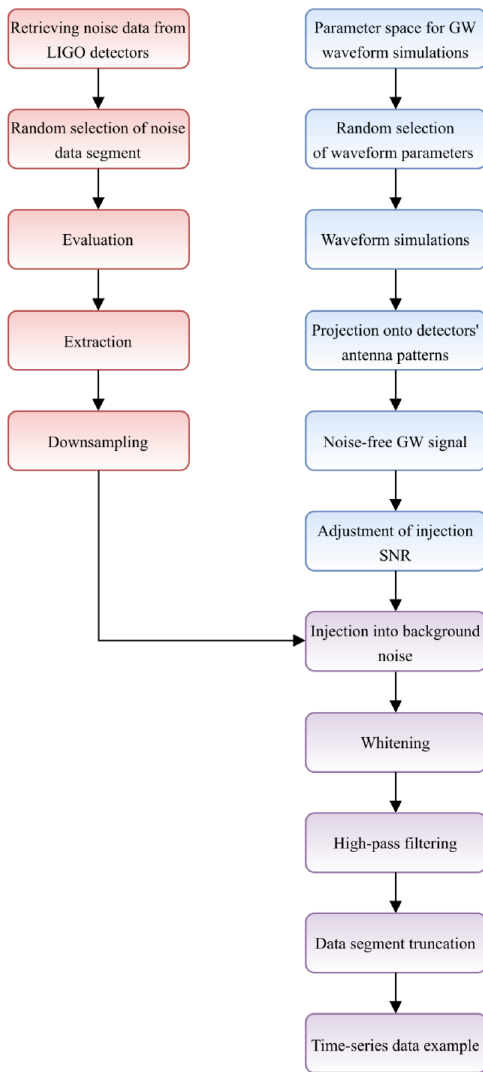 Retrieving noise data from
LIGO detectors
Random selection of noise
data segment
Evaluation
Extraction
Downsampling
Parameter space for GW
waveform simulations
Random selection
of waveform parameters
Waveform simulations
Projection onto detectors'
antenna patterns
Noise-free GW signal
Adjustment of injection
SNR
Injection into background
noise
Whitening
High-pass filtering
Data segment truncation
Time-series data example